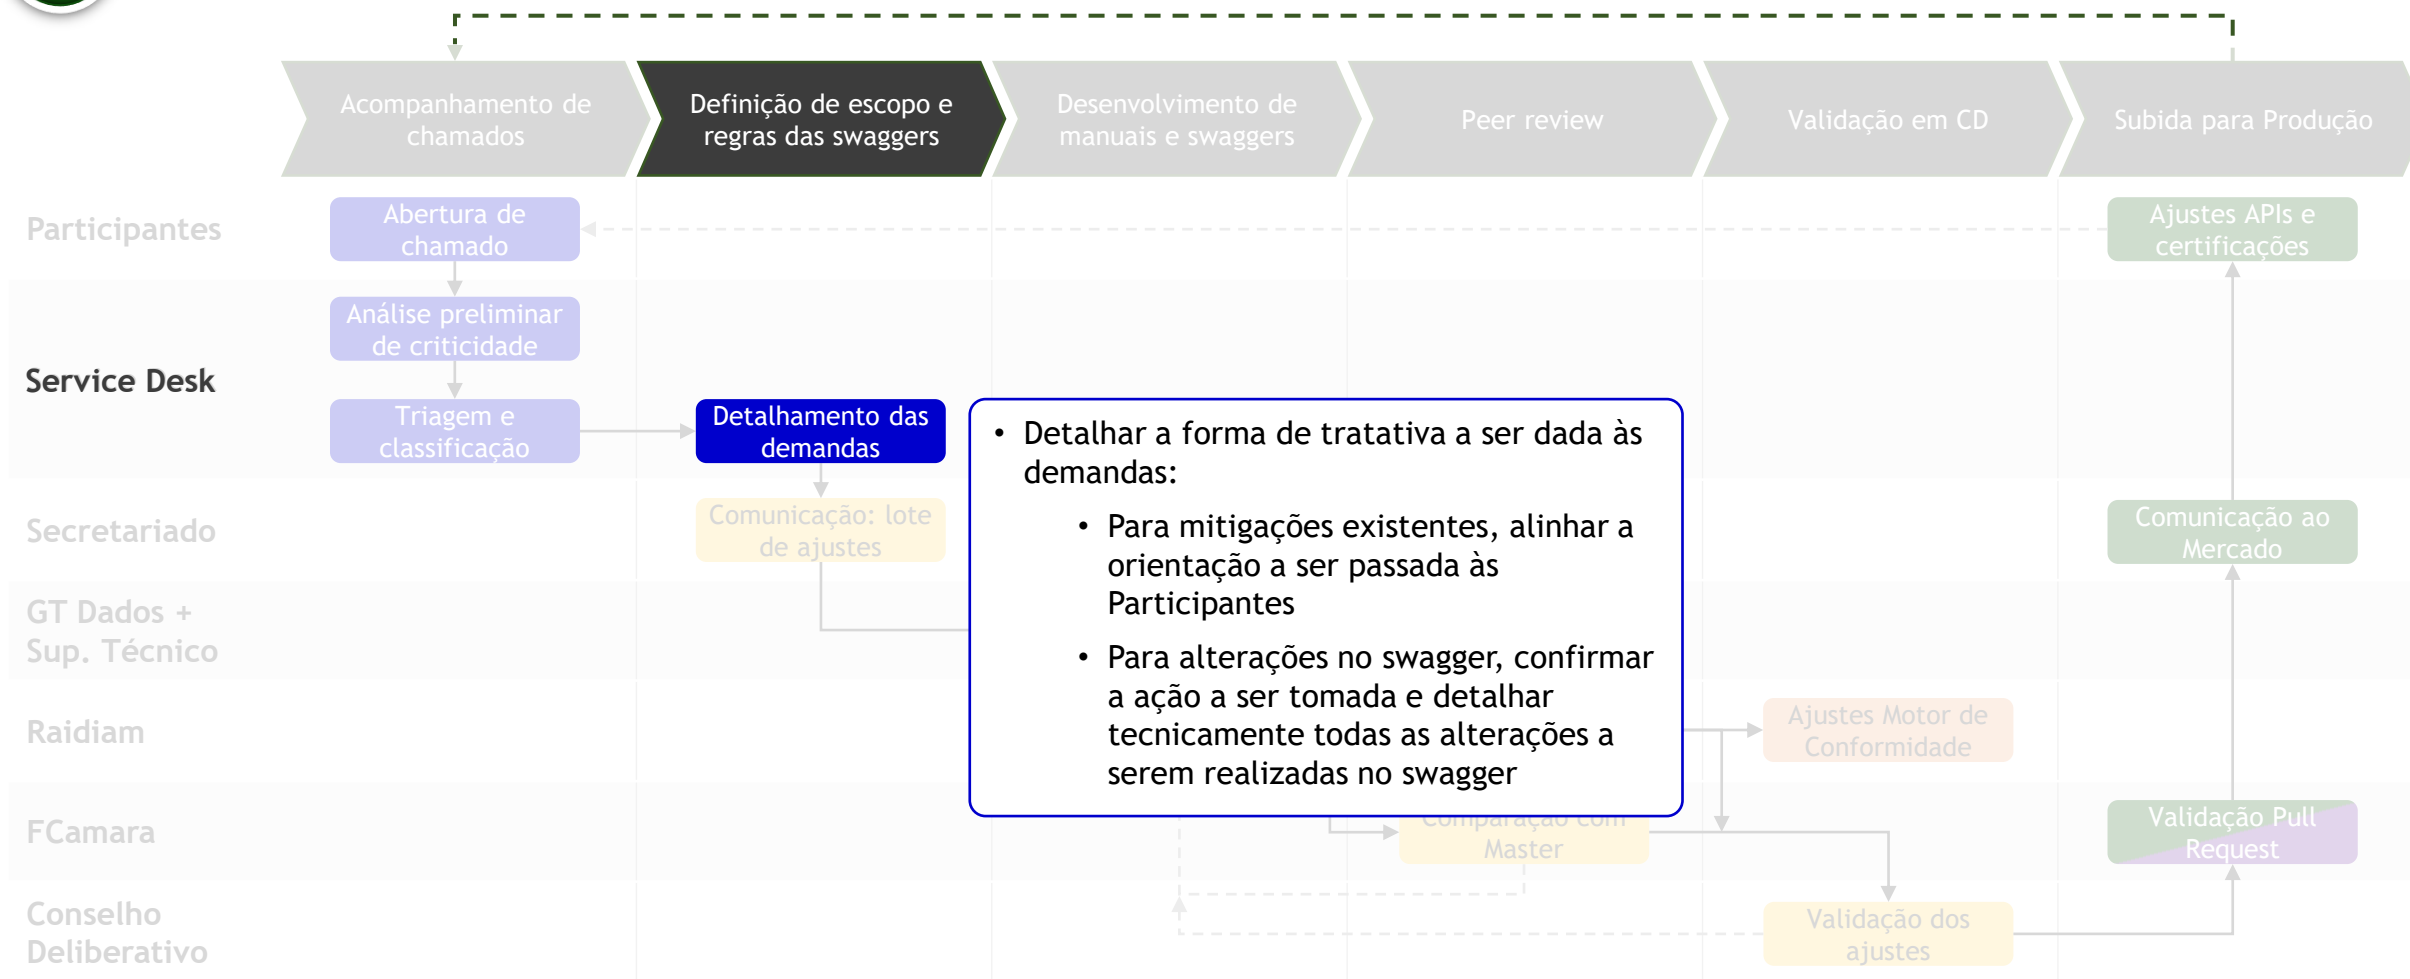 Acompanhamento de
chamados
Definição de escopo e
regras das swaggers
Desenvolvimento de
manuais e swaggers
Peer review
Validação em CD
Subida para Produção
Participantes
Abertura de
chamado
Ajustes APIs e
certificações
Análise preliminar
de criticidade
Service Desk
Triagem e
classificação
Detalhamento das
demandas
• Detalhar a forma de tratativa a ser dada às
demandas:
• Para mitigações existentes, alinhar a
orientação a ser passada às
Participantes
• Para alterações no swagger, confirmar
a ação a ser tomada e detalhar
tecnicamente todas as alterações a
serem realizadas no swagger
Secretariado
Comunicação: lote
de ajustes
Comunicação ao
Mercado
GT Dados +
Sup. Técnico
Raidiam
Ajustes Motor de
Conformidade
FCamara
Comparação com
Master
Validação Pull
Request
Conselho
Deliberativo
Validação dos
ajustes